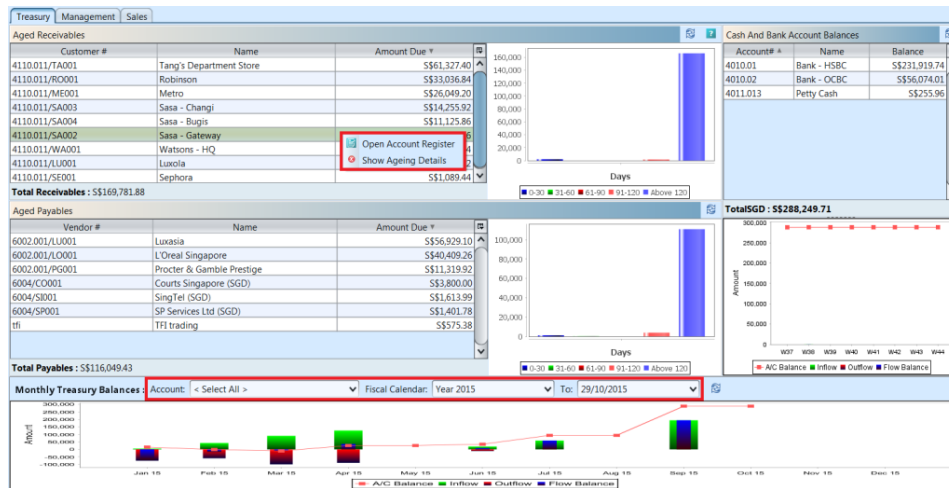 Treasury Management Sales
Aged Receivables
Customer # Name Amount Due
4110.011/TA001 Tang's Department Store S$61,327.40
4110.011/RO001 Robinson S$33,036.84
4110.011/ME001 Metro S$26,049.20
4110.011/SA003 Sasa - Changi S$14,255.92
4110.011/SA004 Sasa - Bugis S$11,125.86
4110.011/SA002 Sasa - Gateway 6
4110.011/WA001 Watsons - HQ 4
4110.011/LU001 Luxola 2
4110.011/SE001 Sephora S$1,089.44
Open Account Register
Show Ageing Details
Total Receivables : S$169,781.88
160,000
140,000
120,000
100,000
80,000
60,000
40,000
20,000
0
Days
0-30 31-60 61-90 91-120 Above 120
Cash And Bank Account Balances
Account# Name Balance
4010.01 Bank - HSBC S$231,919.74
4010.02 Bank - OCBC S$56,074.01
4011.013 Petty Cash S$255.96
Aged Payables
Vendor # Name Amount Due
6002.001/LU001 Luxasia S$56,929.10
6002.001/LO001 L'Oreal Singapore S$40,409.26
6002.001/PG001 Procter & Gamble Prestige S$11,319.92
6004/CO001 Courts Singapore (SGD) S$3,800.00
6004/SI001 SingTel (SGD) S$1,613.99
6004/SP001 SP Services Ltd (SGD) S$1,401.78
tfi TFI trading S$575.38
Total Payables : S$116,049.43
100,000
80,000
60,000
40,000
20,000
0
Days
0-30 31-60 61-90 91-120 Above 120
TotalSGD : S$288,249.71
300,000
250,000
200,000
150,000
100,000
50,000
0
Amount
W37 W38 W39 W40 W41 W42 W43 W44
A/C Balance Inflow Outflow Flow Balance
Monthly Treasury Balances : Account: < Select All > Fiscal Calendar: Year 2015 To: 29/10/2015
300,000
250,000
200,000
150,000
100,000
50,000
0
-50,000
-100,000
Amount
Jan 15 Feb 15 Mar 15 Apr 15 May 15 Jun 15 Jul 15 Aug 15 Sep 15 Oct 15 Nov 15 Dec 15
A/C Balance Inflow Outflow Flow Balance